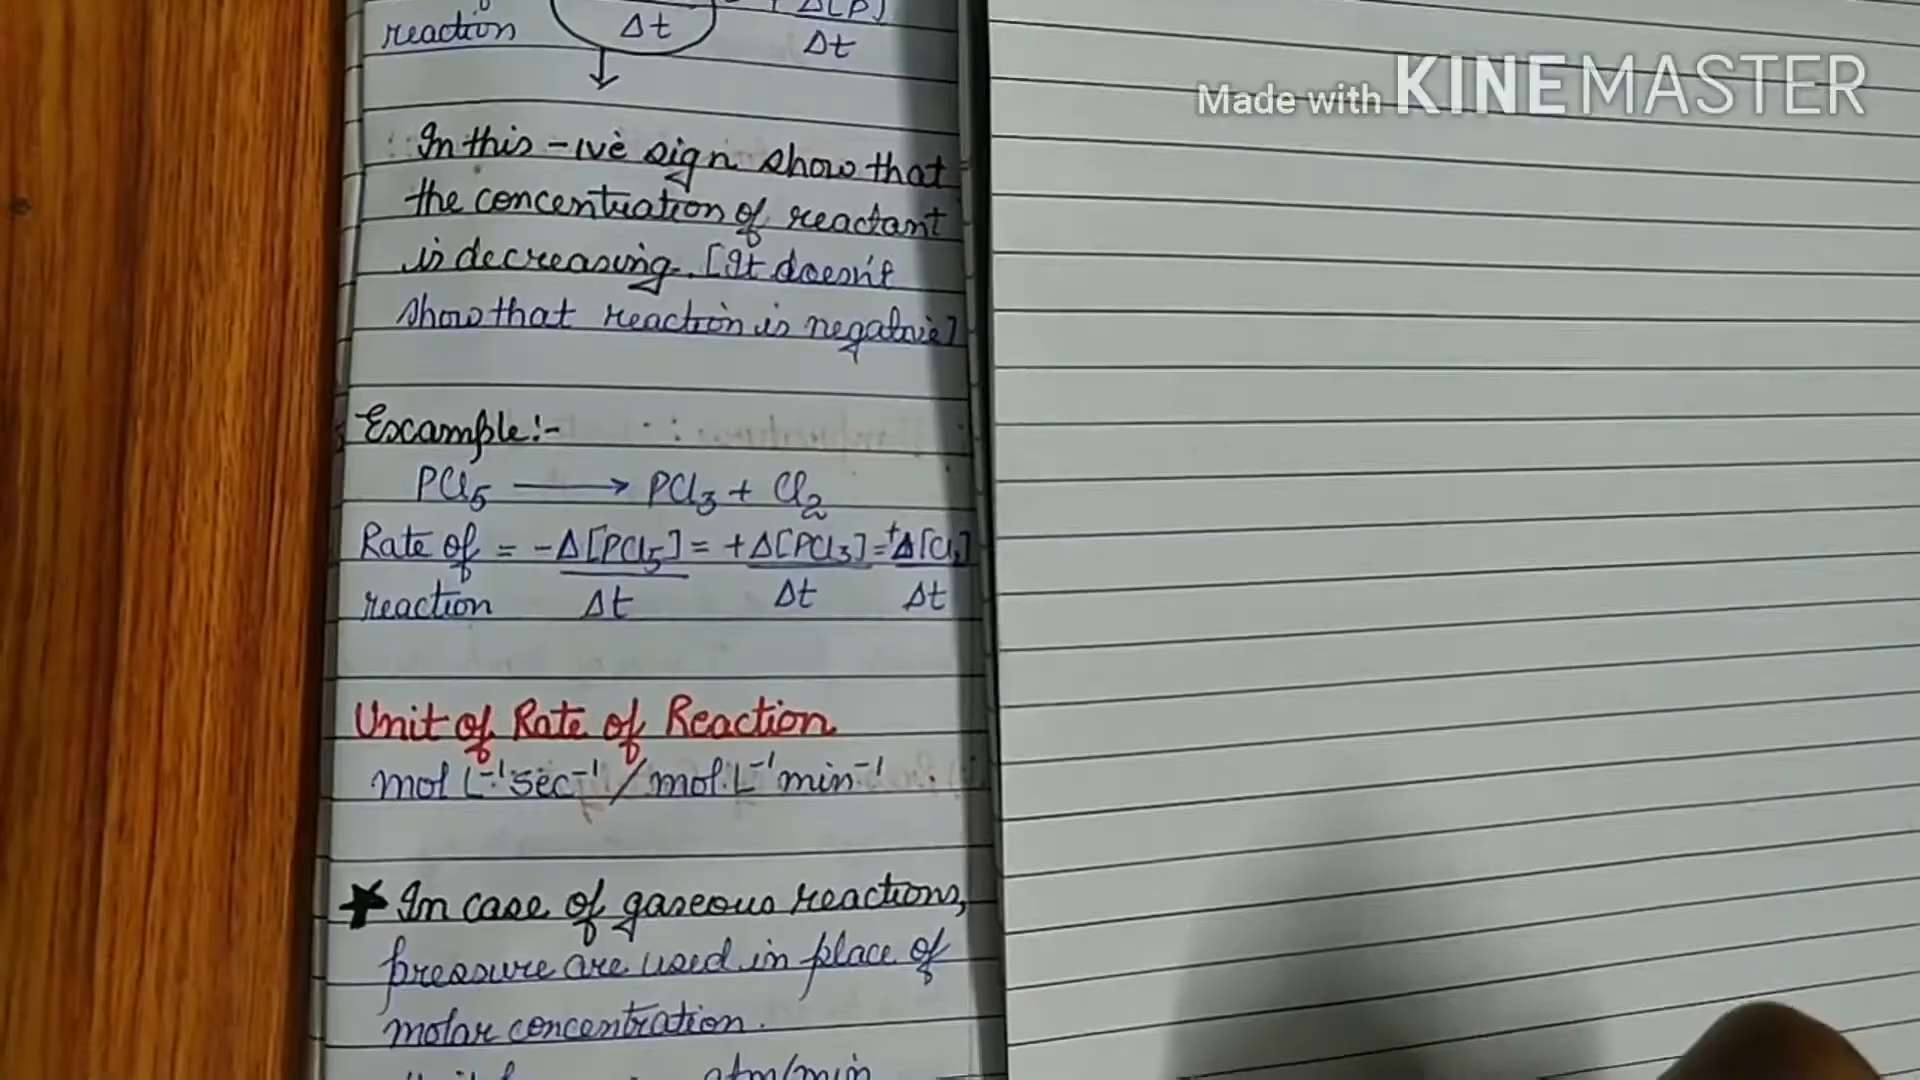 +Δ[P]
reaction Δt Δt
In this -ive sign show that
the concentration of reactant
is decreasing. [It doesn't
show that reaction is negative]
Example:-
PCl5 ⟶ PCl3 + Cl2
Rate of = -Δ[PCl5] = +Δ[PCl3] = +Δ[Cl2]
reaction Δt Δt Δt
Unit of Rate of Reaction
mol L⁻¹ sec⁻¹ / mol L⁻¹ min⁻¹
★ In case of gaseous reactions,
pressure are used in place of
molar concentration.
atm/min
Made with KINEMASTER